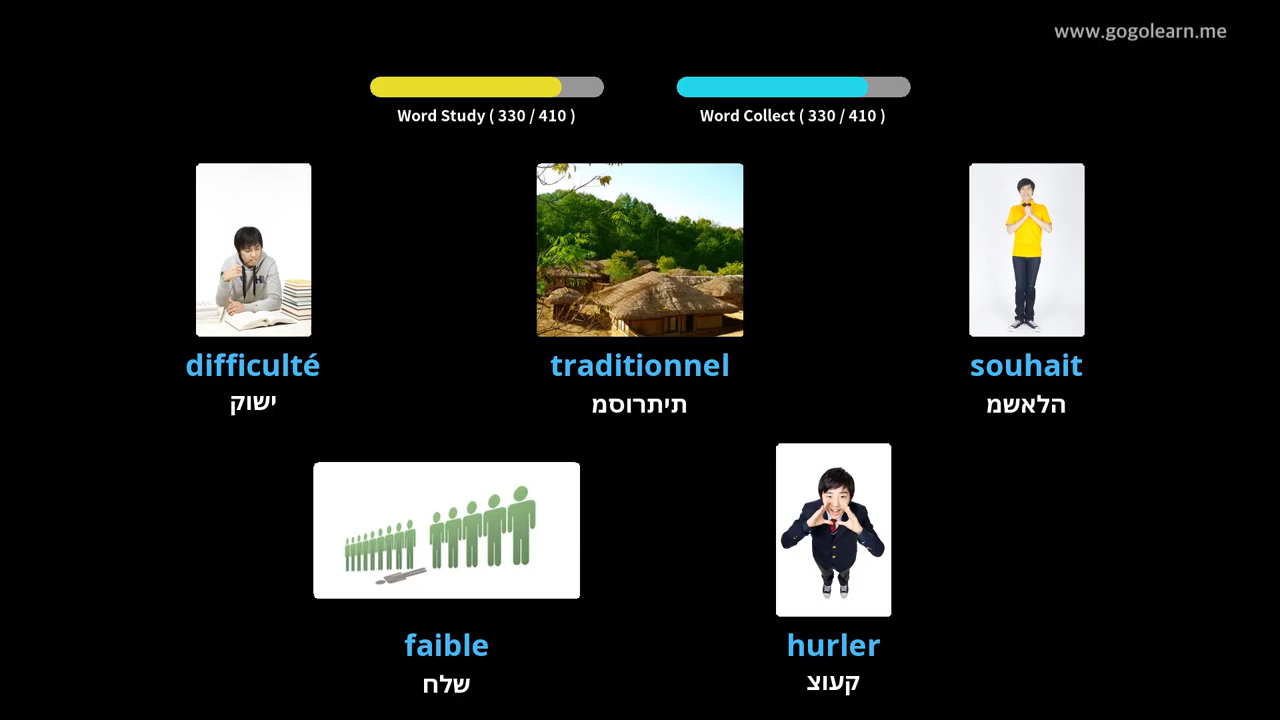 www.gogolearn.me
Word Study ( 330 / 410 )
Word Collect ( 330 / 410 )
difficulté
ישוק
traditionnel
תיתרוסמ
souhait
הלאשמ
faible
שלח
hurler
קעוצ